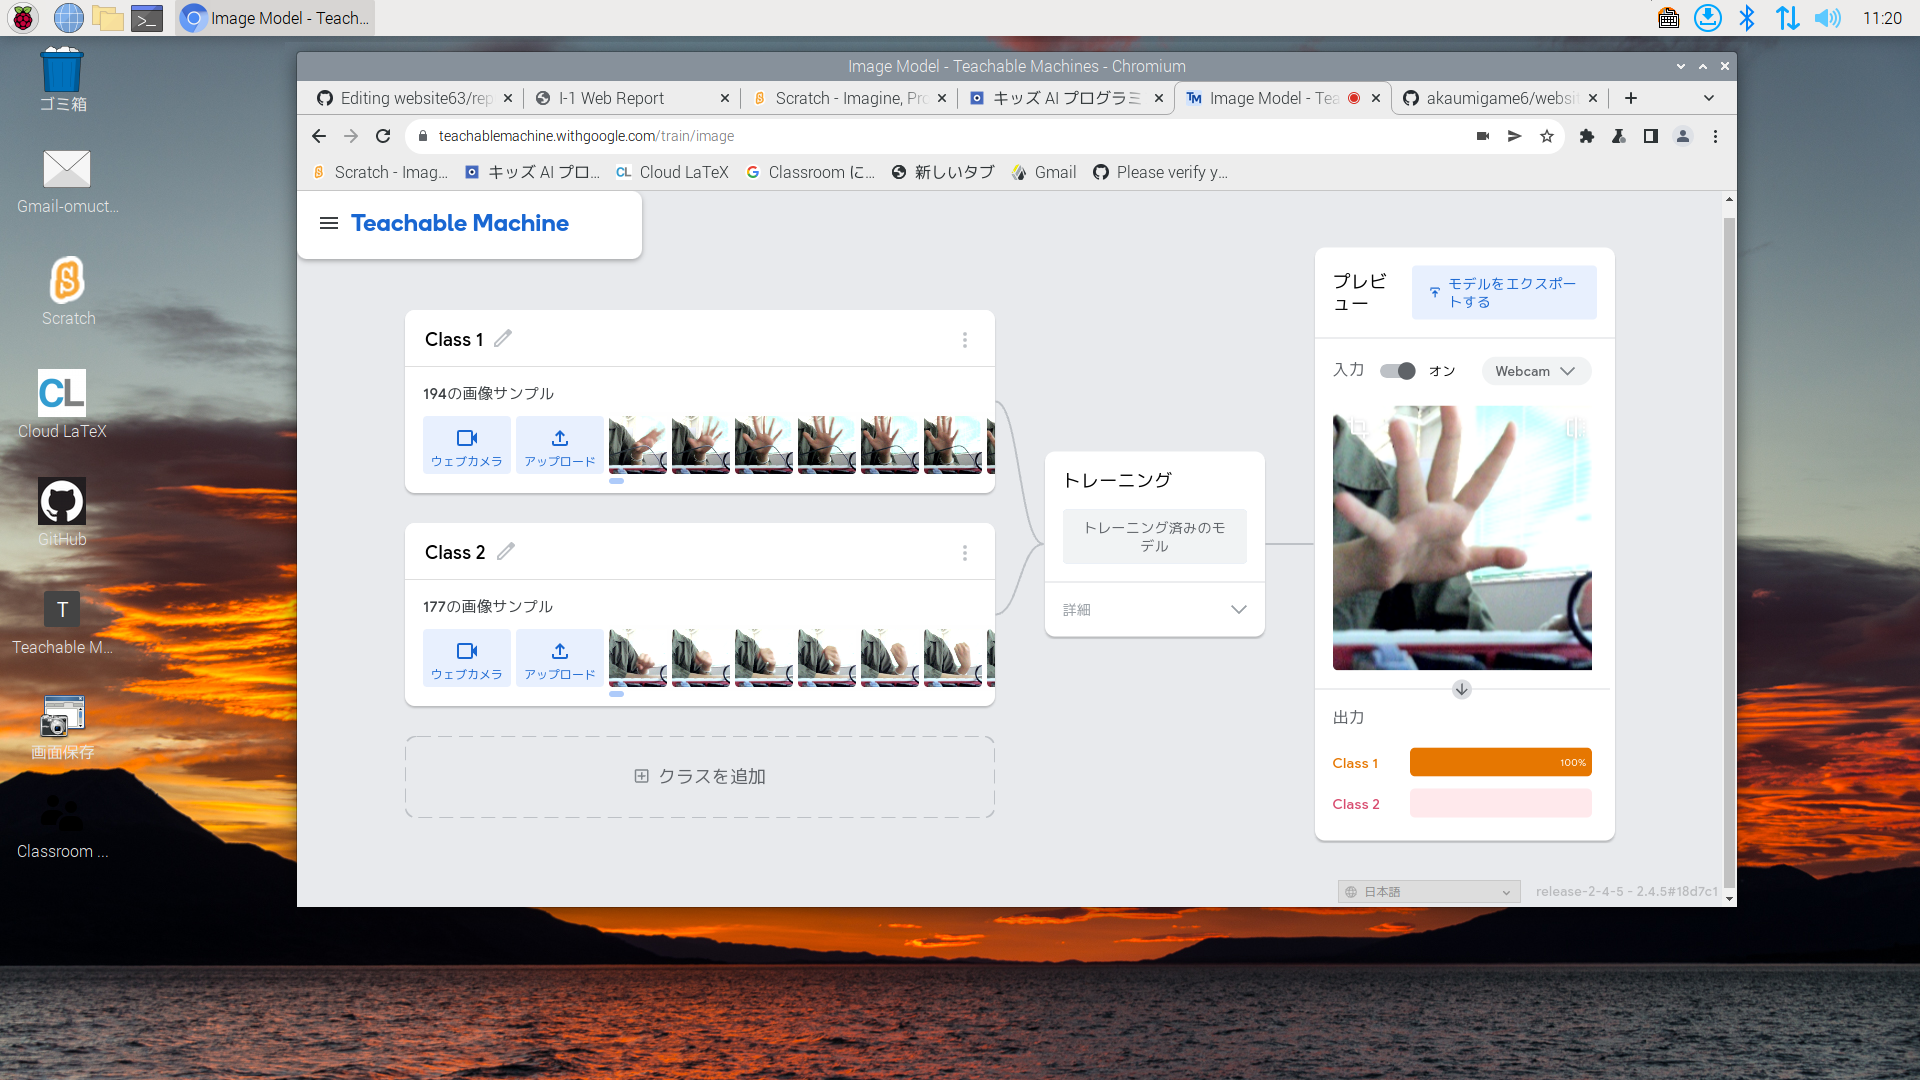 Image Model - Teach...
11:20
ゴミ箱
Gmail-omuct...
Scratch
CL
Cloud LaTeX
GitHub
T
Teachable M...
画面保存
Classroom ...
Image Model - Teachable Machines - Chromium
Editing website63/rep
I-1 Web Report
Scratch - Imagine, Pro
キッズ AI プログラミ
TM
Image Model - Tea
akaumigame6/websit
teachablemachine.withgoogle.com/train/image
Scratch - Imag...
キッズ AI プロ...
CL
Cloud LaTeX
Classroom に...
新しいタブ
Gmail
Please verify y...
Teachable Machine
Class 1
194の画像サンプル
ウェブカメラ
アップロード
Class 2
177の画像サンプル
ウェブカメラ
アップロード
クラスを追加
トレーニング
トレーニング済みのモ
デル
詳細
プレビ
ュー
モデルをエクスポー
トする
入力
オン
Webcam
出力
Class 1
100%
Class 2
日本語
release-2-4-5 - 2.4.5#18d7c1